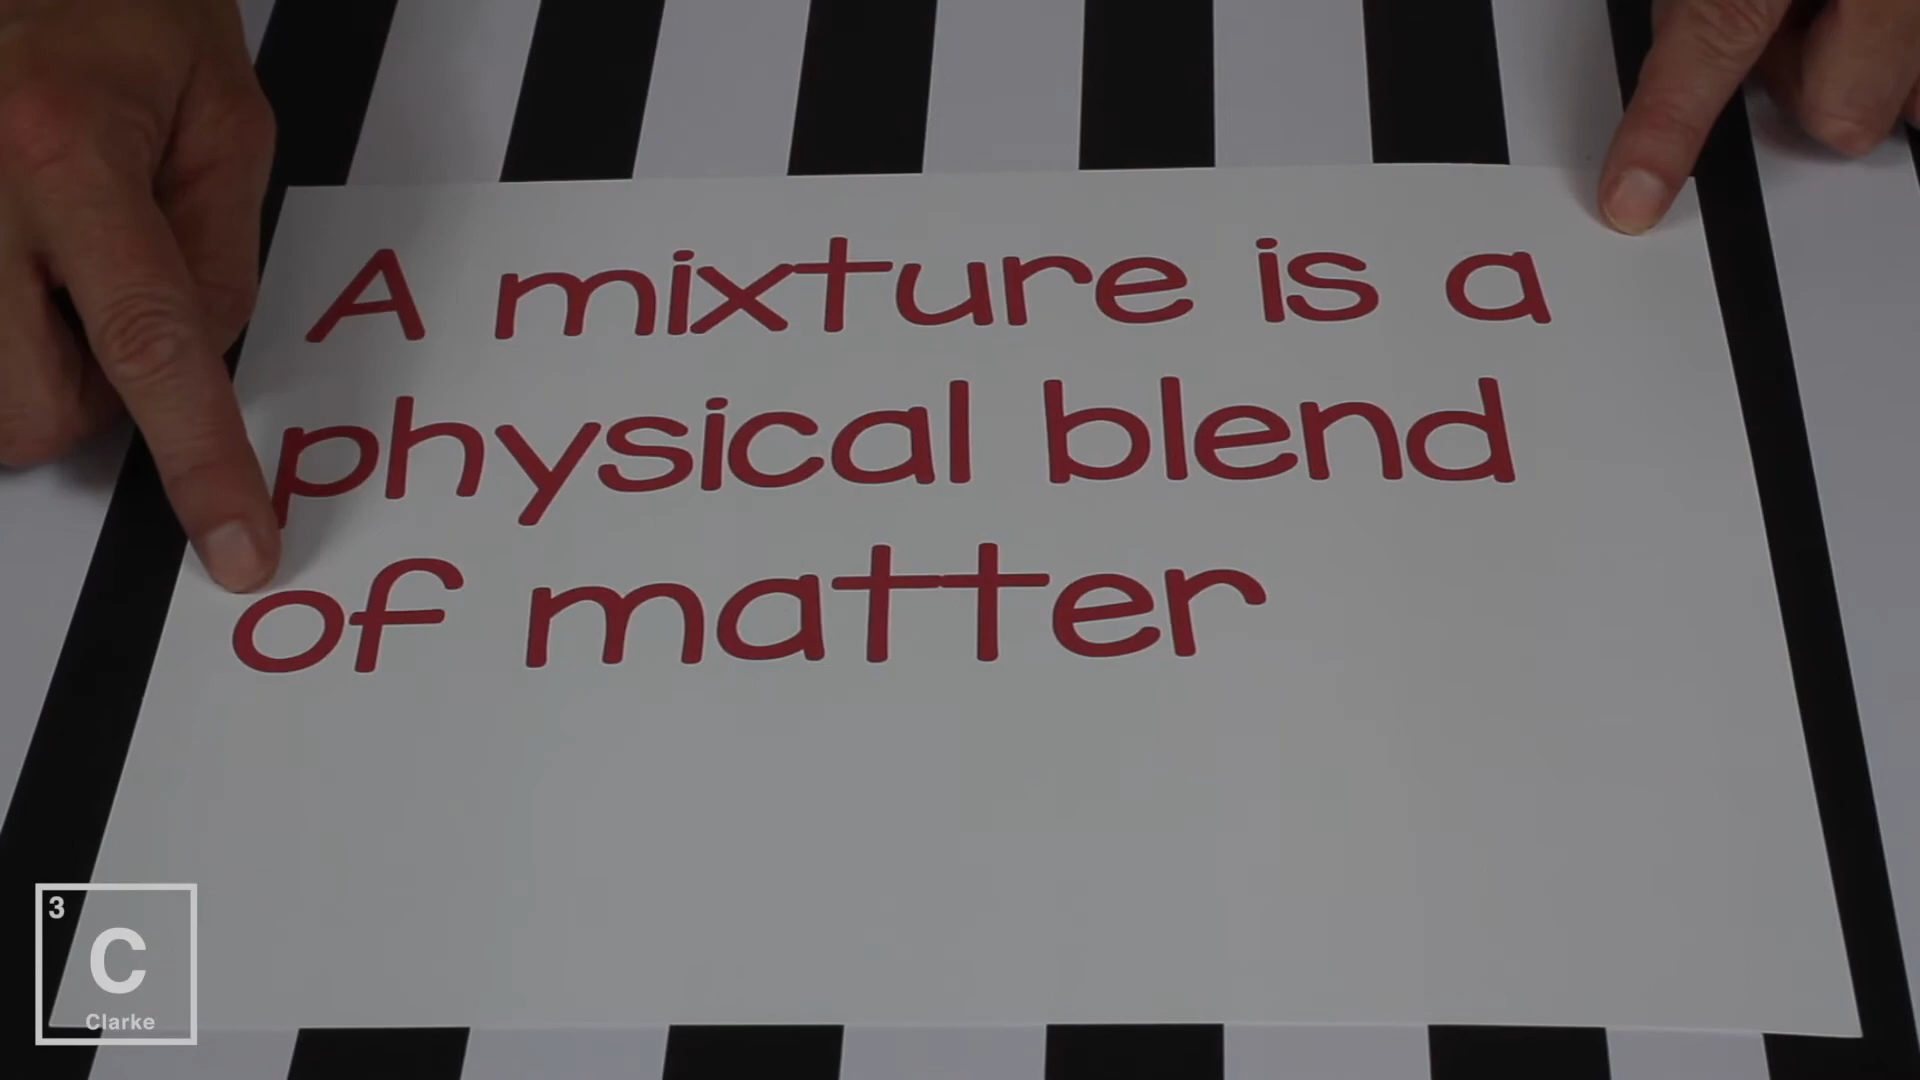 A mixture is a
physical blend
of matter
3
C
Clarke